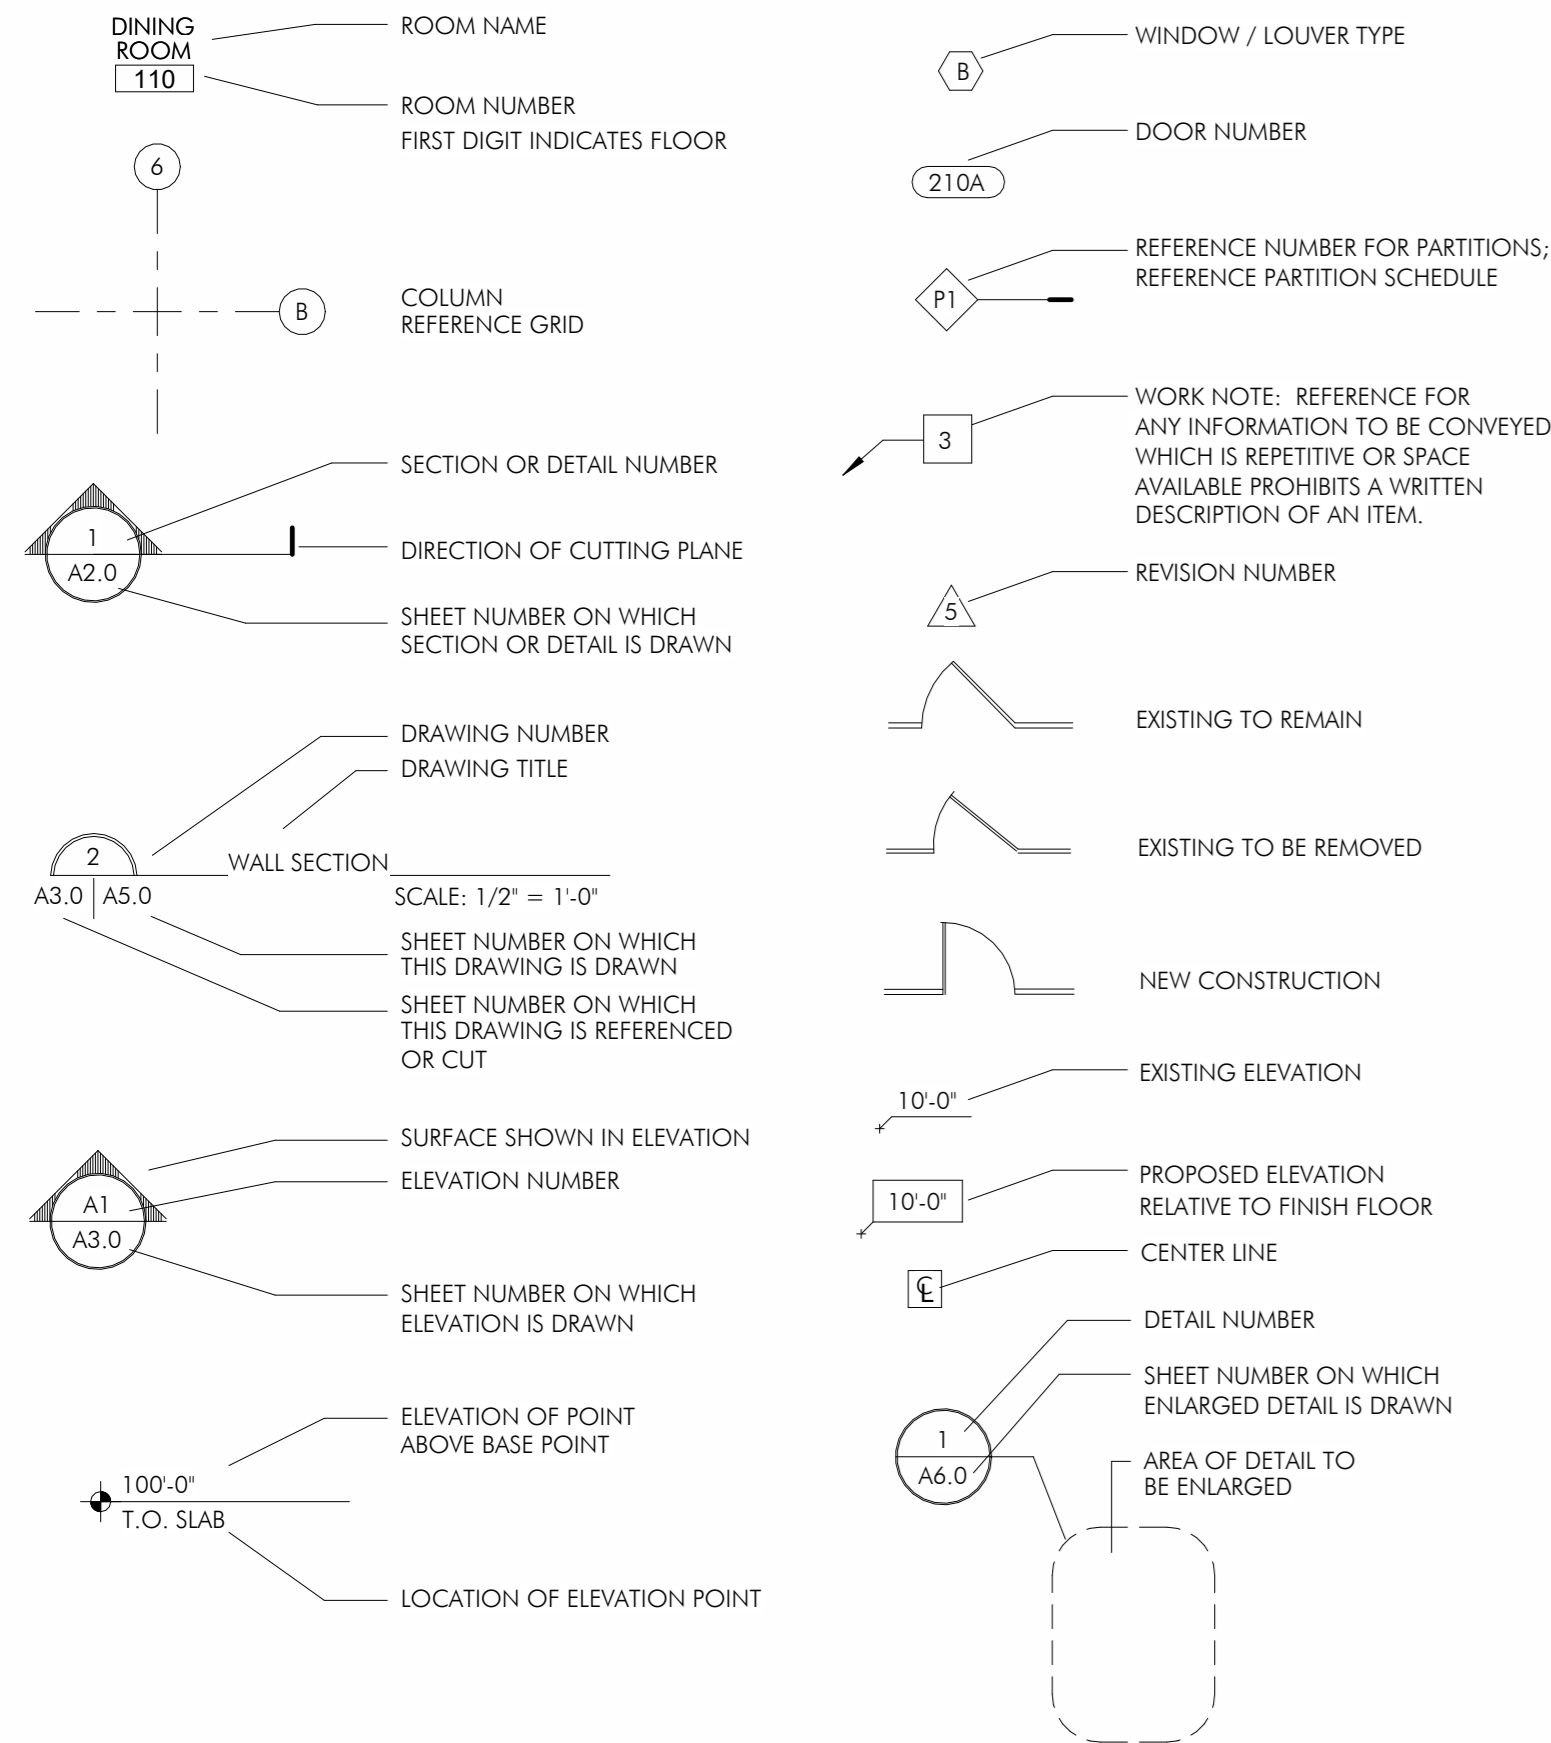 DINING
ROOM
110
ROOM NAME
ROOM NUMBER
FIRST DIGIT INDICATES FLOOR
6
B
COLUMN
REFERENCE GRID
SECTION OR DETAIL NUMBER
1
A2.0
DIRECTION OF CUTTING PLANE
SHEET NUMBER ON WHICH
SECTION OR DETAIL IS DRAWN
DRAWING NUMBER
DRAWING TITLE
2
WALL SECTION
A3.0 A5.0
SCALE: 1/2" = 1'-0"
SHEET NUMBER ON WHICH
THIS DRAWING IS DRAWN
SHEET NUMBER ON WHICH
THIS DRAWING IS REFERENCED
OR CUT
SURFACE SHOWN IN ELEVATION
ELEVATION NUMBER
A1
A3.0
SHEET NUMBER ON WHICH
ELEVATION IS DRAWN
ELEVATION OF POINT
ABOVE BASE POINT
100'-0"
T.O. SLAB
LOCATION OF ELEVATION POINT
WINDOW / LOUVER TYPE
B
DOOR NUMBER
210A
REFERENCE NUMBER FOR PARTITIONS;
REFERENCE PARTITION SCHEDULE
P1
WORK NOTE: REFERENCE FOR
ANY INFORMATION TO BE CONVEYED
WHICH IS REPETITIVE OR SPACE
AVAILABLE PROHIBITS A WRITTEN
DESCRIPTION OF AN ITEM.
3
REVISION NUMBER
5
EXISTING TO REMAIN
EXISTING TO BE REMOVED
NEW CONSTRUCTION
EXISTING ELEVATION
10'-0"
PROPOSED ELEVATION
RELATIVE TO FINISH FLOOR
10'-0"
CENTER LINE
℄
DETAIL NUMBER
SHEET NUMBER ON WHICH
ENLARGED DETAIL IS DRAWN
1
A6.0
AREA OF DETAIL TO
BE ENLARGED